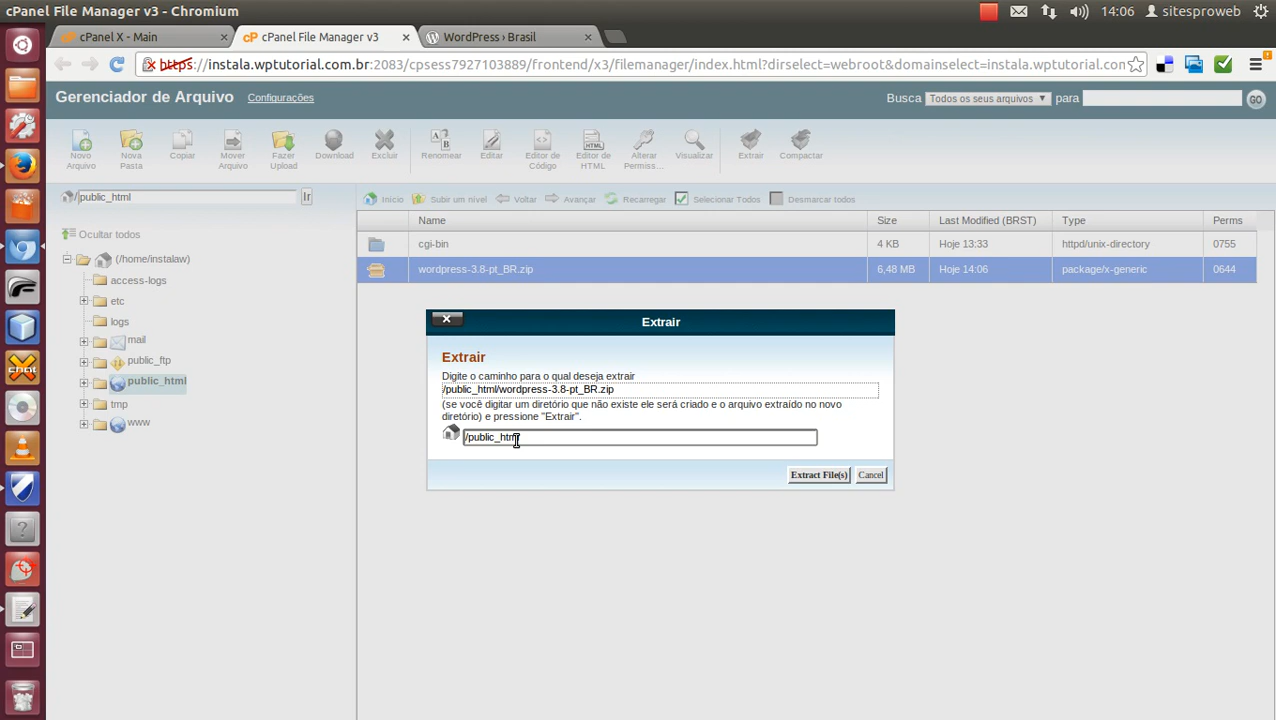 cPanel File Manager v3 - Chromium
14:06
sitesproweb
cPanel X - Main
cPanel File Manager v3
WordPress › Brasil
https://instala.wptutorial.com.br:2083/cpsess7927103889/frontend/x3/filemanager/index.html?dirselect=webroot&domainselect=instala.wptutorial.com
Gerenciador de Arquivo
Configurações
Busca
Todos os seus arquivos
para
GO
Novo Arquivo
Nova Pasta
Copiar
Mover Arquivo
Fazer Upload
Download
Excluir
Renomear
Editar
Editor de Código
Editor de HTML
Alterar Permiss...
Visualizar
Extrair
Compactar
/public_html
Ir
Início
Subir um nível
Voltar
Avançar
Recarregar
Selecionar Todos
Desmarcar todos
Ocultar todos
(/home/instalaw)
access-logs
etc
logs
mail
public_ftp
public_html
tmp
www
Name
Size
Last Modified (BRST)
Type
Perms
cgi-bin
4 KB
Hoje 13:33
httpd/unix-directory
0755
wordpress-3.8-pt_BR.zip
6,48 MB
Hoje 14:06
package/x-generic
0644
Extrair
Extrair
Digite o caminho para o qual deseja extrair
/public_html/wordpress-3.8-pt_BR.zip
(se você digitar um diretório que não existe ele será criado e o arquivo extraído no novo
diretório) e pressione "Extrair".
/public_html
Extract File(s)
Cancel